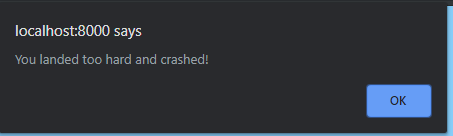 localhost:8000 says
You landed too hard and crashed!
OK